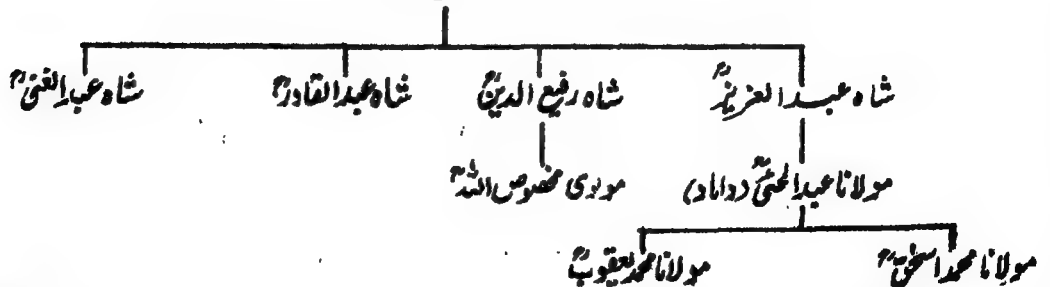 شاہ عبدالعزیزؒ شاہ رفیع الدینؒ شاہ عبدالقادرؒ شاہ عبدالغنیؒ
مولانا عبدالحئیؒ (داماد) مولوی مخصوص اللہؒ
مولانا محمد اسحٰقؒ مولانا محمد یعقوبؒ